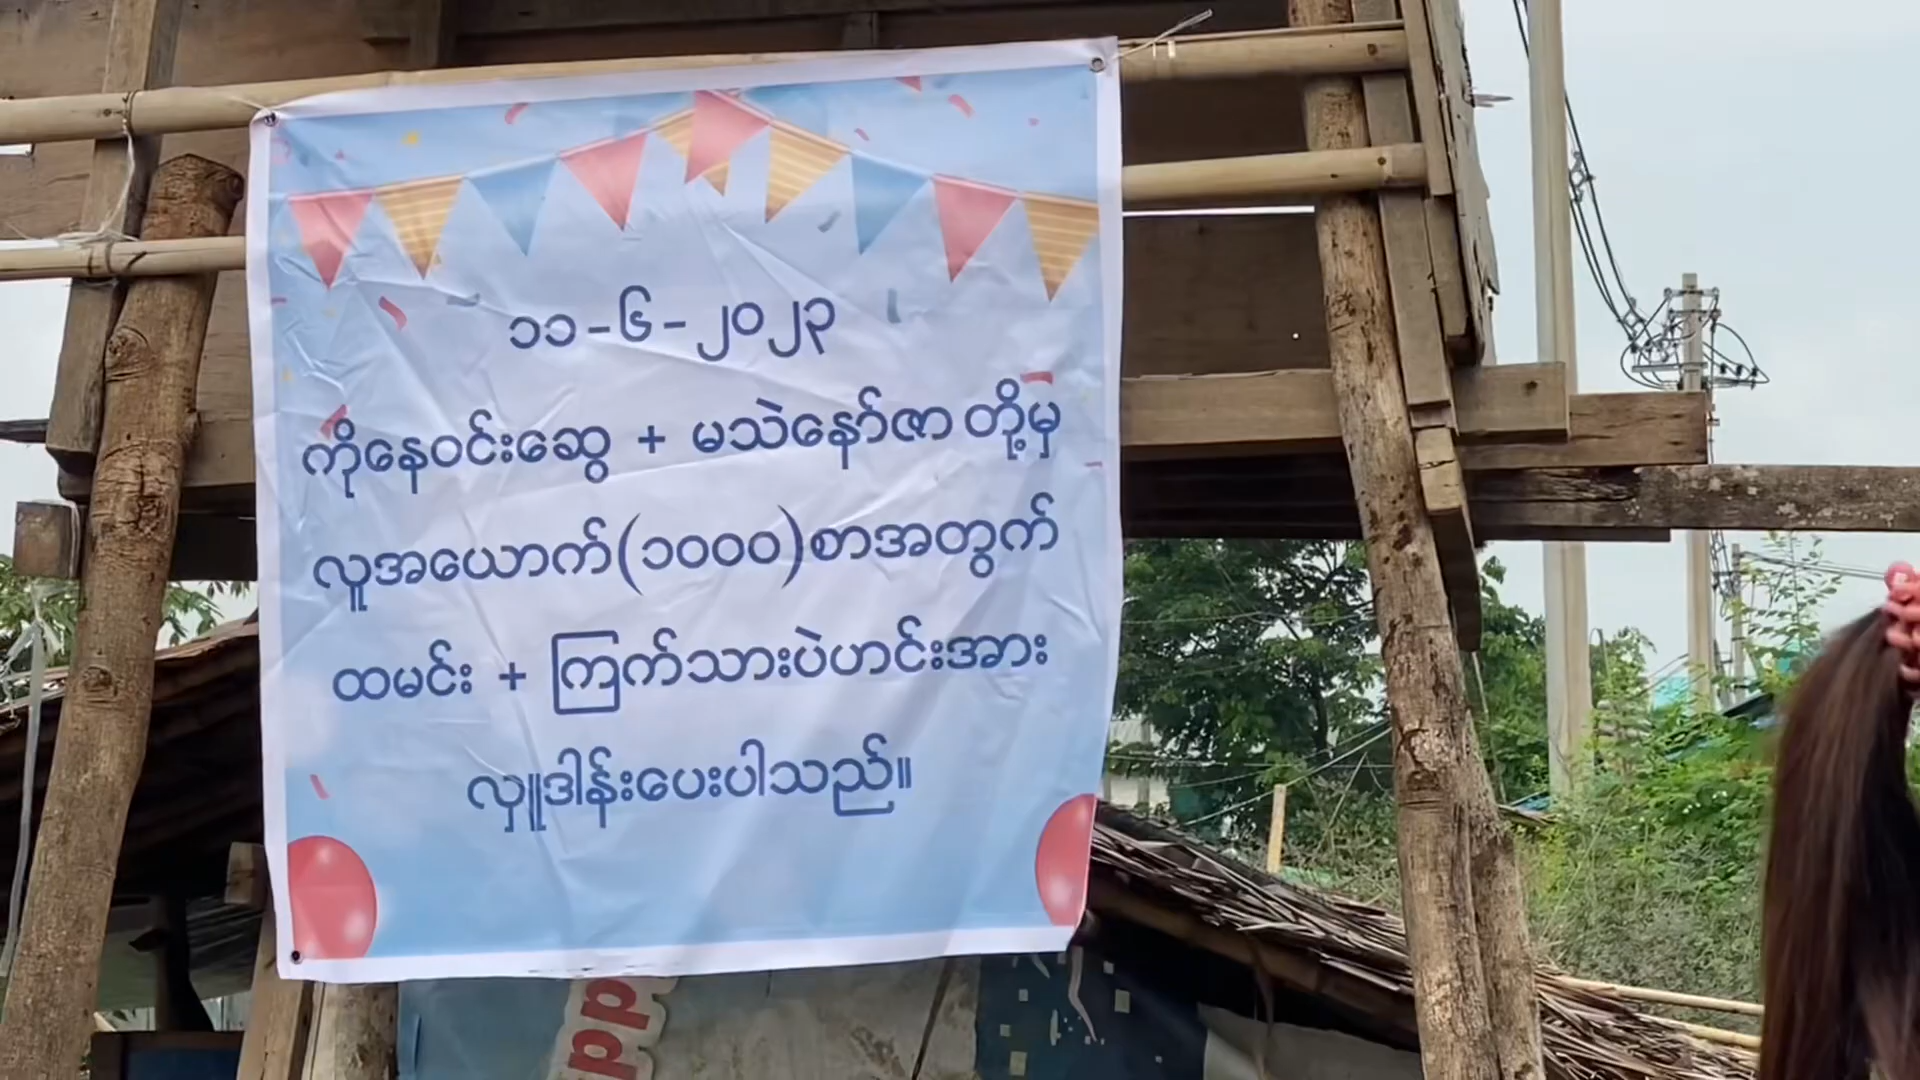 ၁၁-၆-၂၀၂၃
ကိုနေဝင်းဆွေ + မသဲနော်ဇာ တို့မှ
လူအယောက်(၁၀၀၀)စာအတွက်
ထမင်း + ကြက်သားပဲဟင်းအား
လှူဒါန်းပေးပါသည်။